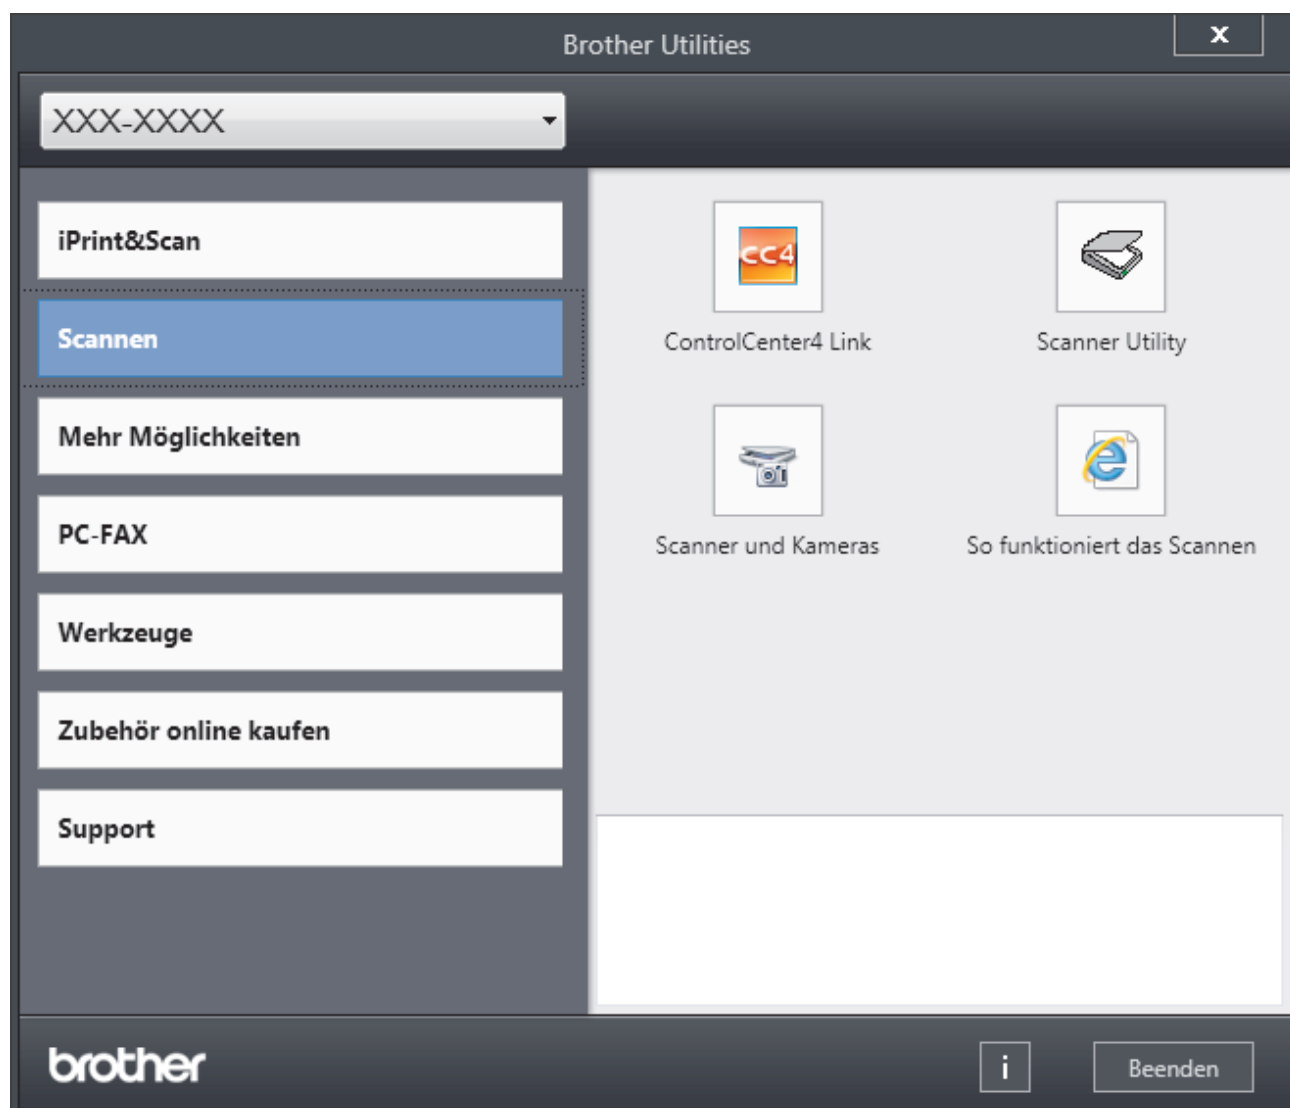 Brother Utilities
x
XXX-XXXX
iPrint&Scan
Scannen
Mehr Möglichkeiten
PC-FAX
Werkzeuge
Zubehör online kaufen
Support
CC4
ControlCenter4 Link
Scanner Utility
Scanner und Kameras
So funktioniert das Scannen
brother
i
Beenden